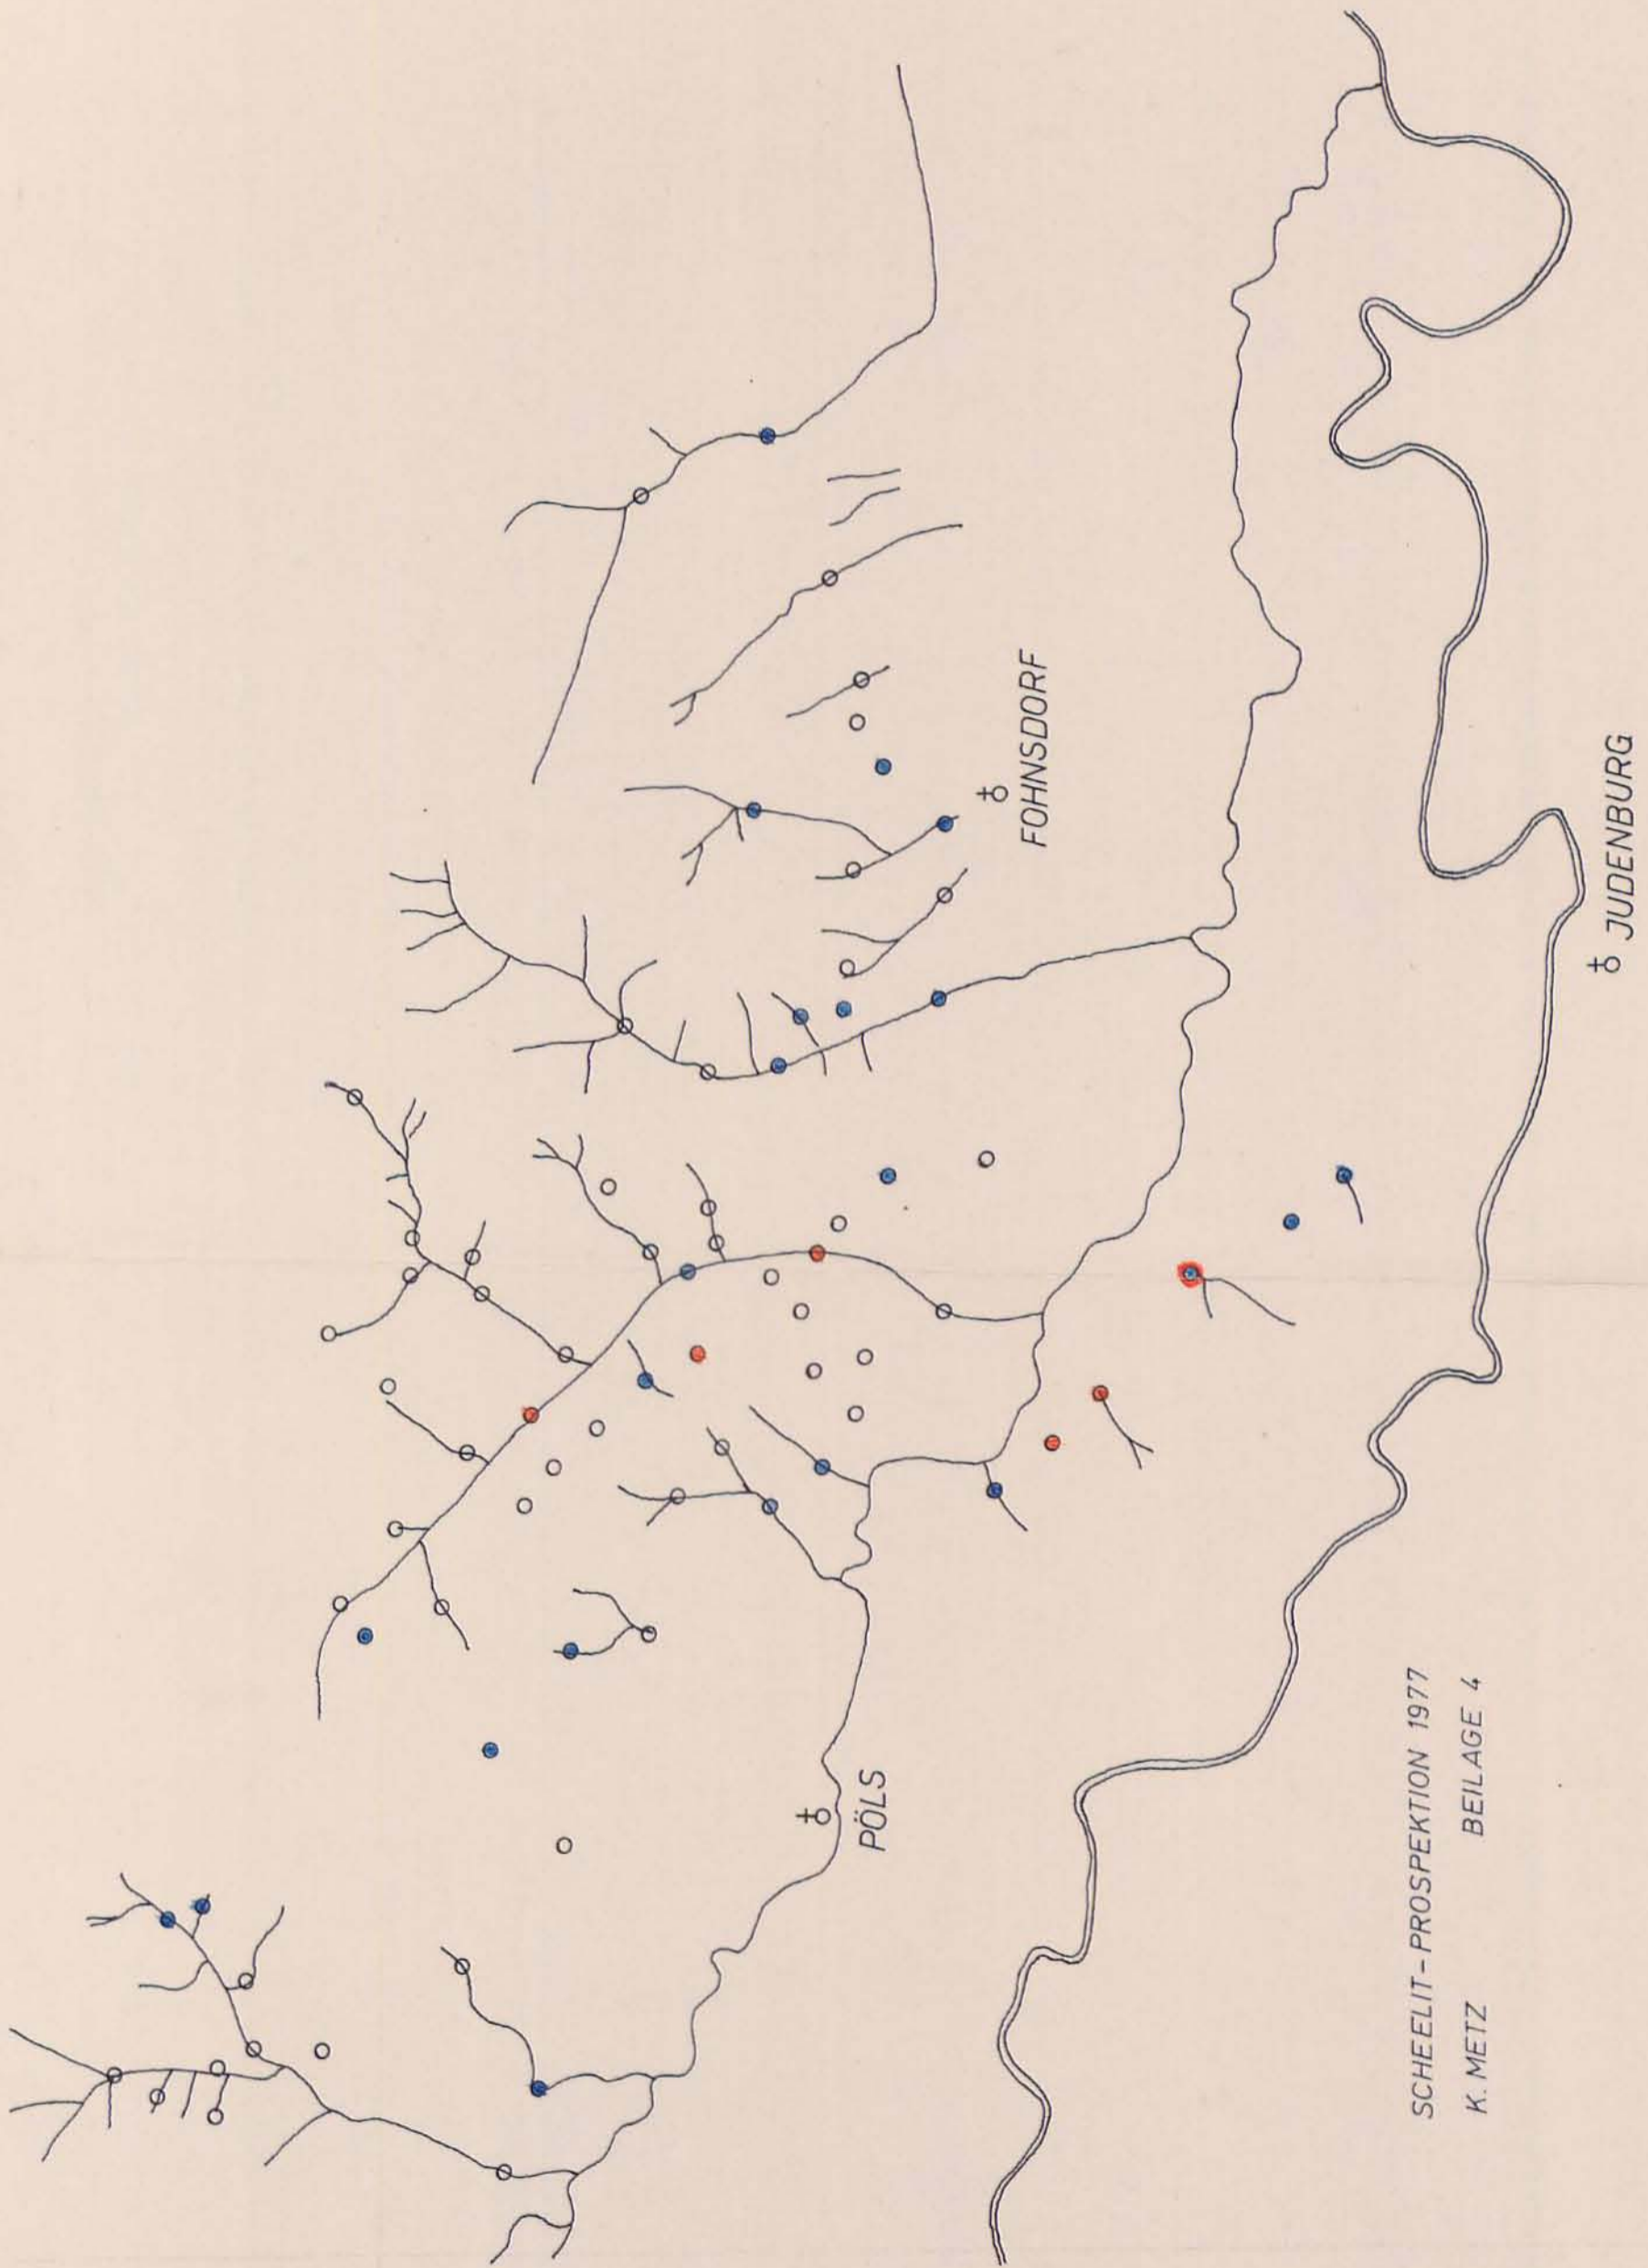 FOHNSDORF
JUDENBURG
PÖLS
SCHEELIT-PROSPEKTION 1977
K. METZ BEILAGE 4